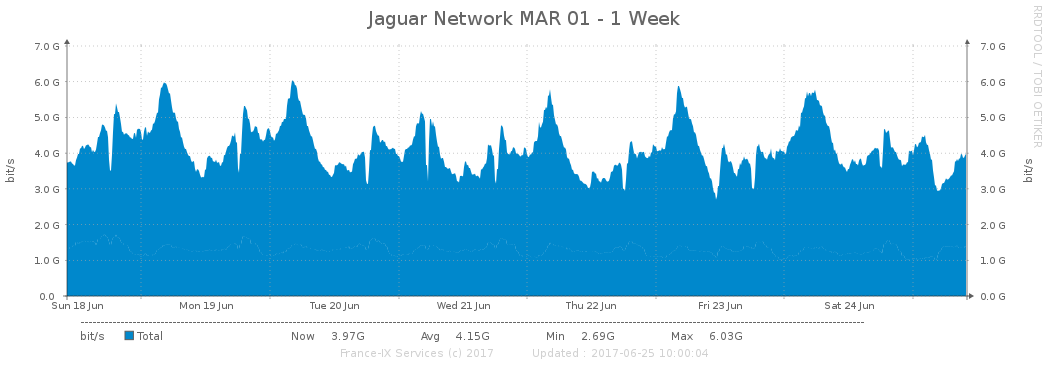 Jaguar Network MAR 01 - 1 Week
RRDTOOL / TOBI OETIKER
7.0 G 7.0 G
6.0 G 6.0 G
5.0 G 5.0 G
4.0 G 4.0 G
bit/s bit/s
3.0 G 3.0 G
2.0 G 2.0 G
1.0 G 1.0 G
0.0 0.0 G
Sun 18 Jun Mon 19 Jun Tue 20 Jun Wed 21 Jun Thu 22 Jun Fri 23 Jun Sat 24 Jun
bit/s Total Now 3.97G Avg 4.15G Min 2.69G Max 6.03G
France-IX Services (c) 2017 Updated : 2017-06-25 10:00:04